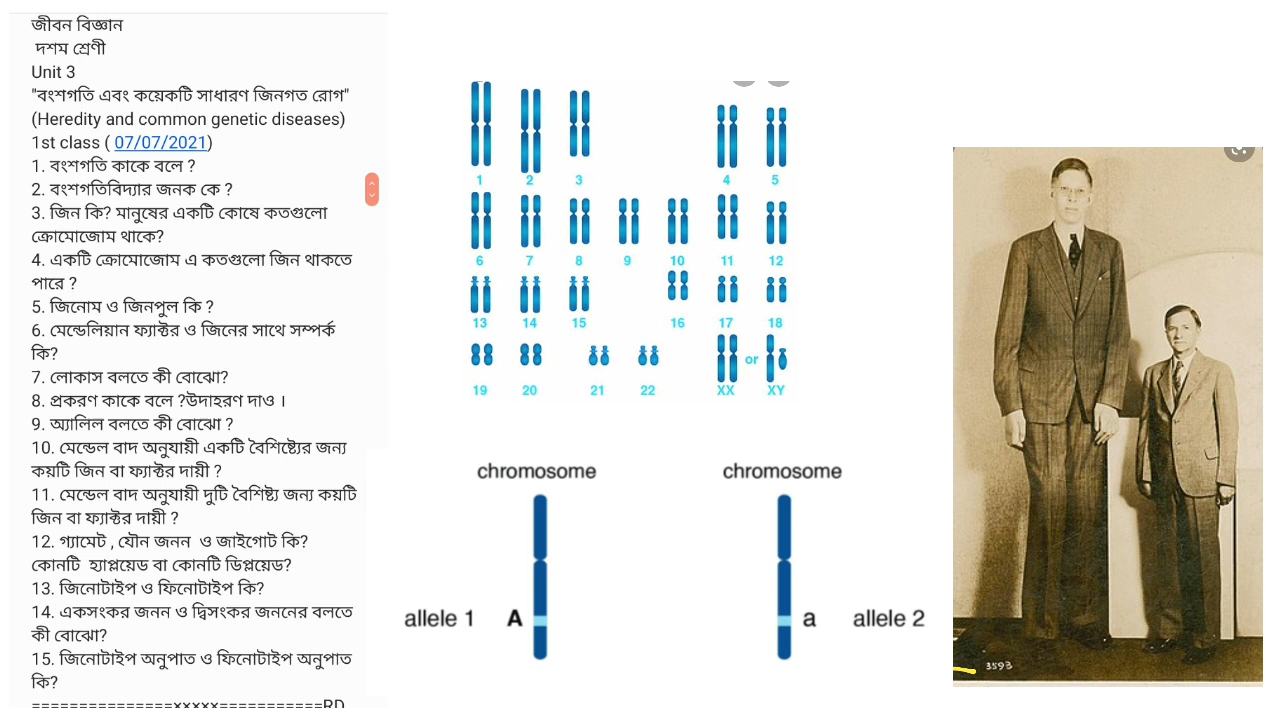 জীবন বিজ্ঞান
দশম শ্রেণী
Unit 3
"বংশগতি এবং কয়েকটি সাধারণ জিনগত রোগ"
(Heredity and common genetic diseases)
1st class ( 07/07/2021)
1. বংশগতি কাকে বলে ?
2. বংশগতিবিদ্যার জনক কে ?
3. জিন কি? মানুষের একটি কোষে কতগুলো
ক্রোমোজোম থাকে?
4. একটি ক্রোমোজোম এ কতগুলো জিন থাকতে
পারে ?
5. জিনোম ও জিনপুল কি ?
6. মেন্ডেলিয়ান ফ্যাক্টর ও জিনের সাথে সম্পর্ক
কি?
7. লোকাস বলতে কী বোঝো?
8. প্রকরণ কাকে বলে ?উদাহরণ দাও ।
9. অ্যালিল বলতে কী বোঝো ?
10. মেন্ডেল বাদ অনুযায়ী একটি বৈশিষ্ট্যের জন্য
কয়টি জিন বা ফ্যাক্টর দায়ী ?
11. মেন্ডেল বাদ অনুযায়ী দুটি বৈশিষ্ট্য জন্য কয়টি
জিন বা ফ্যাক্টর দায়ী ?
12. গ্যামেট , যৌন জনন ও জাইগোট কি?
কোনটি হ্যাপ্লয়েড বা কোনটি ডিপ্লয়েড?
13. জিনোটাইপ ও ফিনোটাইপ কি?
14. একসংকর জনন ও দ্বিসংকর জননের বলতে
কী বোঝো?
15. জিনোটাইপ অনুপাত ও ফিনোটাইপ অনুপাত
কি?
================xxxxx============RD
1 2 3 4 5
6 7 8 9 10 11 12
13 14 15 16 17 18
or
19 20 21 22 XX XY
chromosome chromosome
allele 1 A a allele 2
3593